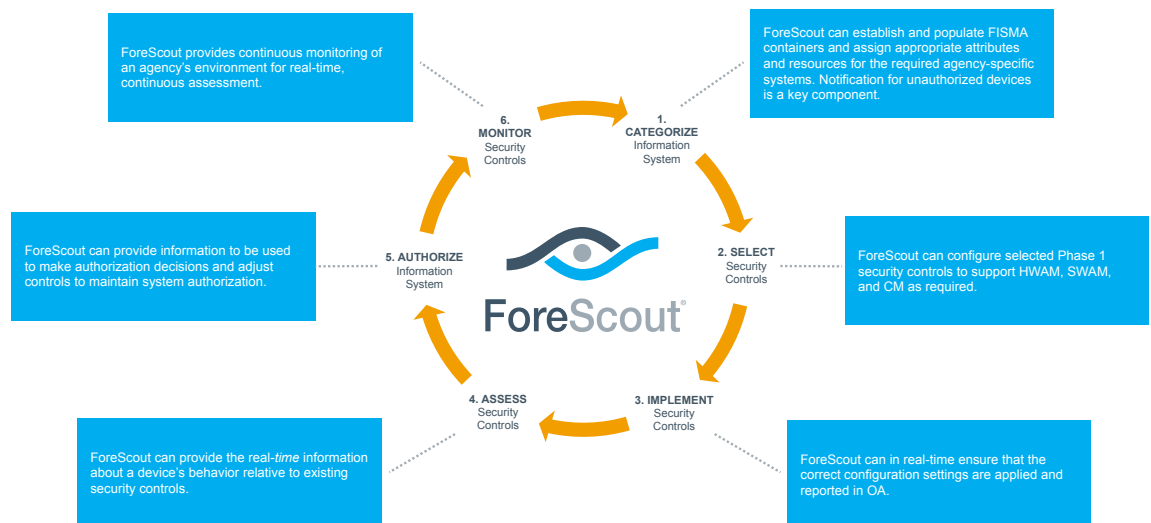 ForeScout provides continuous monitoring of
an agency's environment for real-time,
continuous assessment.
ForeScout can establish and populate FISMA
containers and assign appropriate attributes
and resources for the required agency-specific
systems. Notification for unauthorized devices
is a key component.
6.
MONITOR
Security
Controls
1.
CATEGORIZE
Information
System
ForeScout can provide information to be used
to make authorization decisions and adjust
controls to maintain system authorization.
5. AUTHORIZE
Information
System
ForeScout®
2. SELECT
Security
Controls
ForeScout can configure selected Phase 1
security controls to support HWAM, SWAM,
and CM as required.
4. ASSESS
Security
Controls
3. IMPLEMENT
Security
Controls
ForeScout can provide the real-time information
about a device's behavior relative to existing
security controls.
ForeScout can in real-time ensure that the
correct configuration settings are applied and
reported in OA.